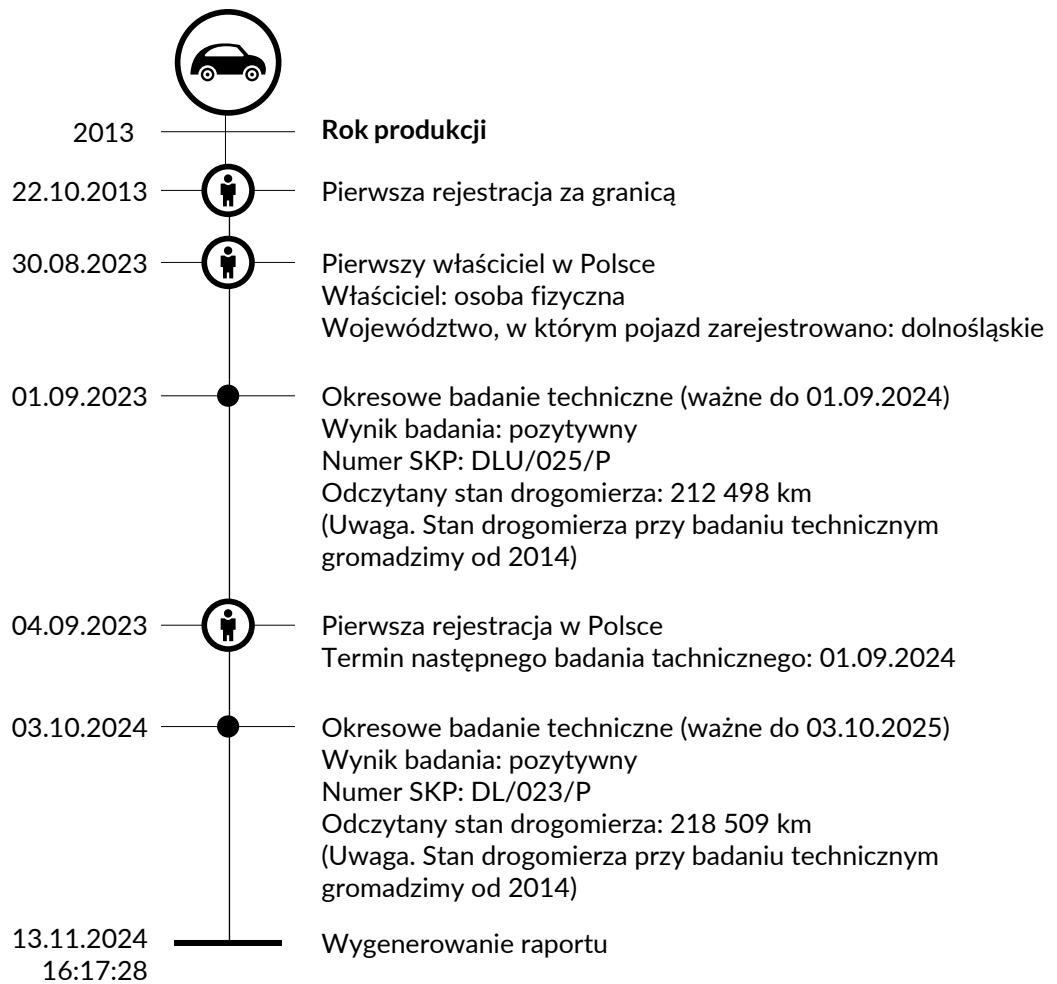 2013
Rok produkcji
22.10.2013
Pierwsza rejestracja za granicą
30.08.2023
Pierwszy właściciel w Polsce
Właściciel: osoba fizyczna
Województwo, w którym pojazd zarejestrowano: dolnośląskie
01.09.2023
Okresowe badanie techniczne (ważne do 01.09.2024)
Wynik badania: pozytywny
Numer SKP: DLU/025/P
Odczytany stan drogomierza: 212 498 km
(Uwaga. Stan drogomierza przy badaniu technicznym
gromadzimy od 2014)
04.09.2023
Pierwsza rejestracja w Polsce
Termin następnego badania tachnicznego: 01.09.2024
03.10.2024
Okresowe badanie techniczne (ważne do 03.10.2025)
Wynik badania: pozytywny
Numer SKP: DL/023/P
Odczytany stan drogomierza: 218 509 km
(Uwaga. Stan drogomierza przy badaniu technicznym
gromadzimy od 2014)
13.11.2024
16:17:28
Wygenerowanie raportu